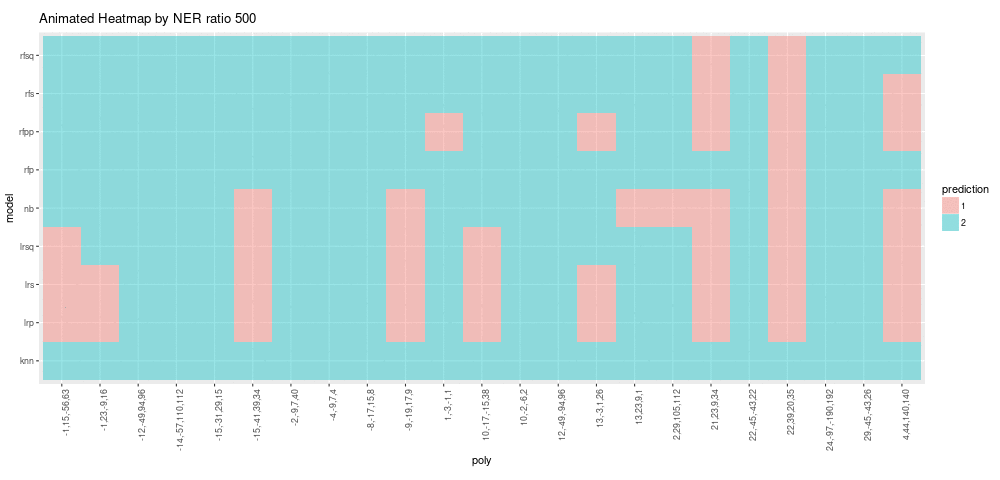 Animated Heatmap by NER ratio 500
model
rfsq
rfs
rfpp
rfp
nb
lrsq
lrs
lrp
knn
-1,15,-56,63
-1,23,-9,16
-12,-49,94,96
-14,-57,110,112
-15,-31,29,15
-15,-41,39,34
-2,-9,7,40
-4,-9,7,4
-8,-17,15,8
-9,-19,17,9
1,-3,-1,1
10,-17,-15,38
10,-2,-6,2
12,-49,-94,96
13,-3,1,26
13,23,9,1
2,29,105,112
21,23,9,34
22,-45,-43,22
22,39,20,35
24,-97,-190,192
29,-45,-43,26
4,44,140,140
poly
prediction
1
2